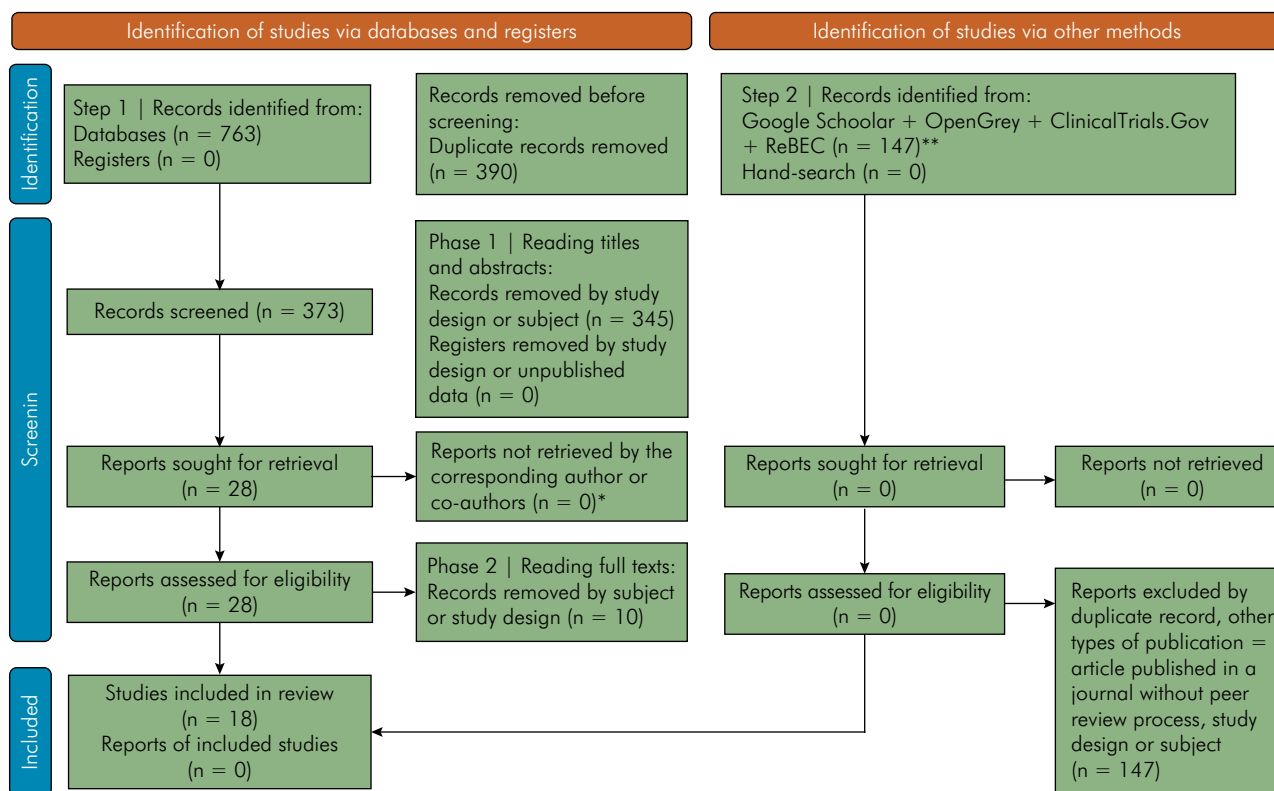 Identification of studies via databases and registers
Identification of studies via other methods
Identification
Step 1 | Records identified from:
Databases (n = 763)
Registers (n = 0)
Records removed before
screening:
Duplicate records removed
(n = 390)
Step 2 | Records identified from:
Google Schoolar + OpenGrey + ClinicalTrials.Gov
+ ReBEC (n = 147)**
Hand-search (n = 0)
Screenin
Records screened (n = 373)
Phase 1 | Reading titles
and abstracts:
Records removed by study
design or subject (n = 345)
Registers removed by study
design or unpublished
data (n = 0)
Reports sought for retrieval
(n = 28)
Reports not retrieved by the
corresponding author or
co-authors (n = 0)*
Reports sought for retrieval
(n = 0)
Reports not retrieved
(n = 0)
Reports assessed for eligibility
(n = 28)
Phase 2 | Reading full texts:
Records removed by subject
or study design (n = 10)
Reports assessed for eligibility
(n = 0)
Reports excluded by
duplicate record, other
types of publication =
article published in a
journal without peer
review process, study
design or subject
(n = 147)
Included
Studies included in review
(n = 18)
Reports of included studies
(n = 0)